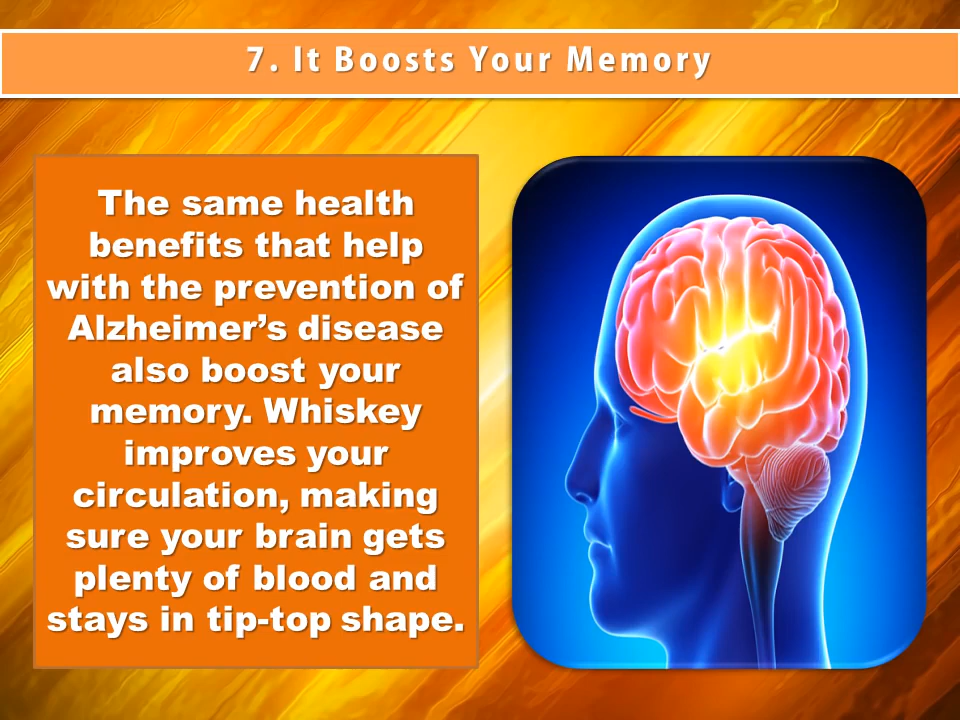 7. It Boosts Your Memory
The same health
benefits that help
with the prevention of
Alzheimer’s disease
also boost your
memory. Whiskey
improves your
circulation, making
sure your brain gets
plenty of blood and
stays in tip-top shape.